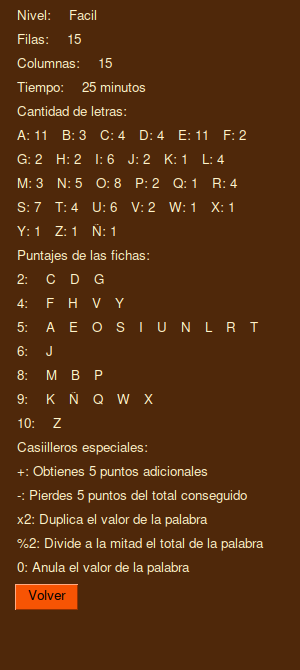 Nivel: Facil
Filas: 15
Columnas: 15
Tiempo: 25 minutos
Cantidad de letras:
A: 11 B: 3 C: 4 D: 4 E: 11 F: 2
G: 2 H: 2 I: 6 J: 2 K: 1 L: 4
M: 3 N: 5 O: 8 P: 2 Q: 1 R: 4
S: 7 T: 4 U: 6 V: 2 W: 1 X: 1
Y: 1 Z: 1 Ñ: 1
Puntajes de las fichas:
2: C D G
4: F H V Y
5: A E O S I U N L R T
6: J
8: M B P
9: K Ñ Q W X
10: Z
Casiilleros especiales:
+: Obtienes 5 puntos adicionales
-: Pierdes 5 puntos del total conseguido
x2: Duplica el valor de la palabra
%2: Divide a la mitad el total de la palabra
0: Anula el valor de la palabra
Volver